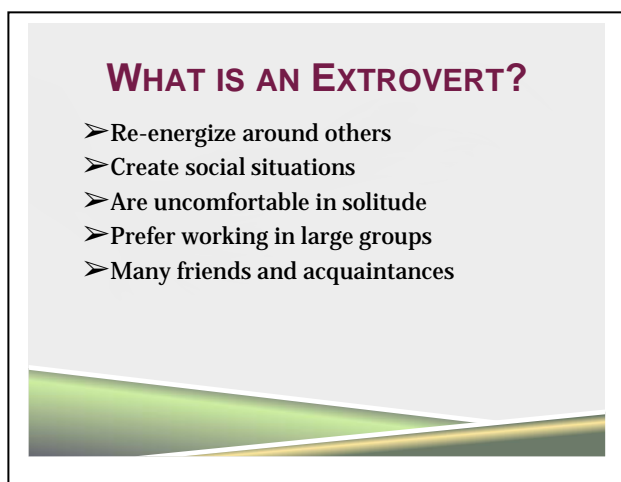 WHAT IS AN EXTROVERT?
➢Re-energize around others
➢Create social situations
➢Are uncomfortable in solitude
➢Prefer working in large groups
➢Many friends and acquaintances